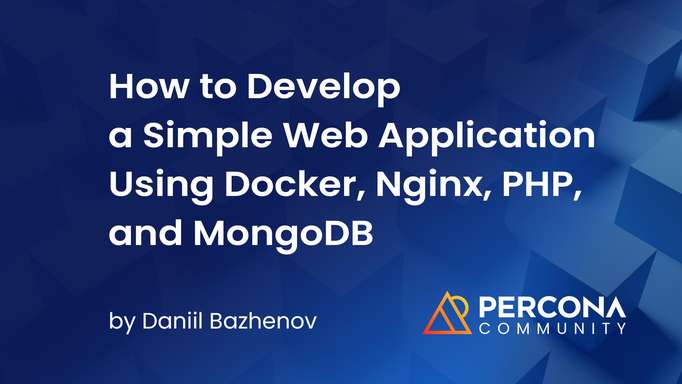 How to Develop
a Simple Web Application
Using Docker, Nginx, PHP,
and MongoDB
by Daniil Bazhenov
PERCONA
COMMUNITY